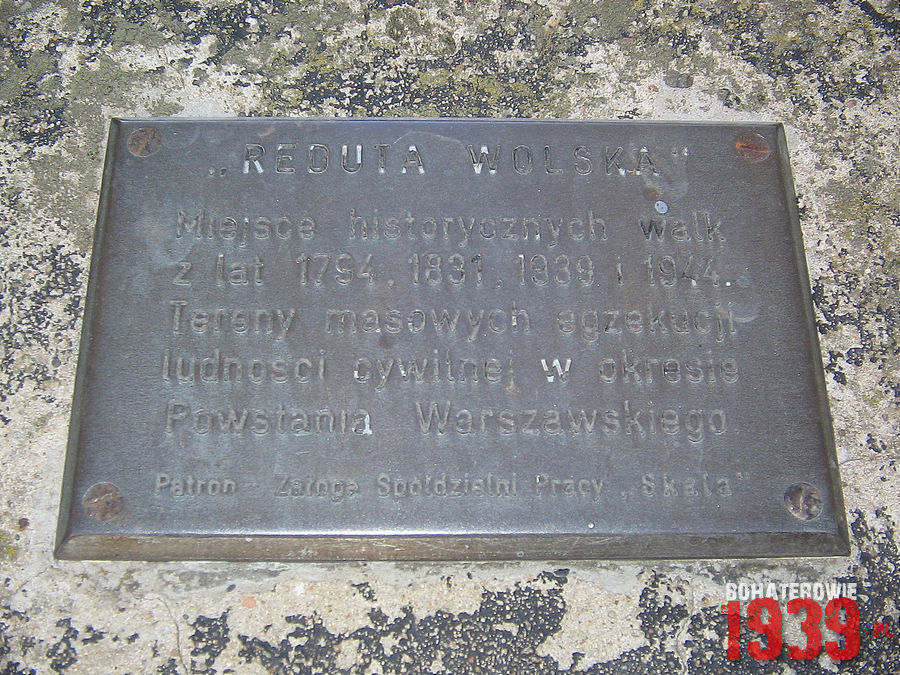 „REDUTA WOLSKA"
Miejsce historycznych walk
z lat 1794, 1831, 1939 i 1944.
Tereny masowych egzekucji
ludności cywilnej w okresie
Powstania Warszawskiego.
Patron – Załoga Spółdzielni Pracy „Skała"
BOHATEROWIE
1939.PL